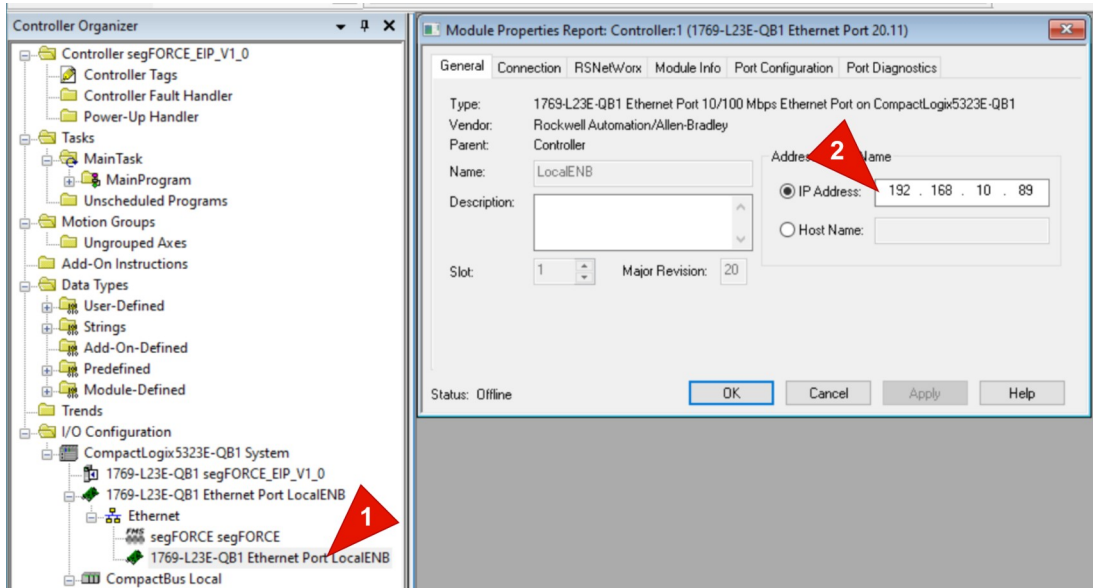 Controller Organizer
Controller segFORCE_EIP_V1_0
Controller Tags
Controller Fault Handler
Power-Up Handler
Tasks
MainTask
MainProgram
Unscheduled Programs
Motion Groups
Ungrouped Axes
Add-On Instructions
Data Types
User-Defined
Strings
Add-On-Defined
Predefined
Module-Defined
Trends
I/O Configuration
CompactLogix5323E-QB1 System
1769-L23E-QB1 segFORCE_EIP_V1_0
1769-L23E-QB1 Ethernet Port LocalENB
Ethernet
segFORCE segFORCE
1769-L23E-QB1 Ethernet Port LocalENB
CompactBus Local
1
Module Properties Report: Controller:1 (1769-L23E-QB1 Ethernet Port 20.11)
General Connection RSNetWorx Module Info Port Configuration Port Diagnostics
Type: 1769-L23E-QB1 Ethernet Port 10/100 Mbps Ethernet Port on CompactLogix5323E-QB1
Vendor: Rockwell Automation/Allen-Bradley
Parent: Controller
Name: LocalENB
Description:
Slot: 1 Major Revision: 20
2
Name
IP Address: 192 . 168 . 10 . 89
Host Name:
Status: Offline
OK Cancel Apply Help